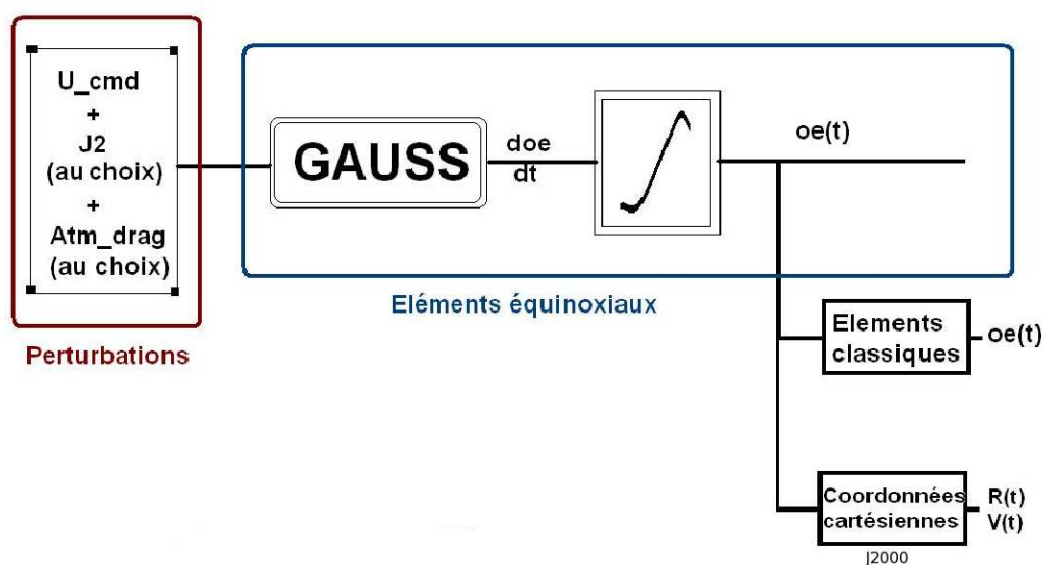 U_cmd
+
J2
(au choix)
+
Atm_drag
(au choix)
Perturbations
GAUSS
doe
dt
oe(t)
Eléments équinoxiaux
Elements
classiques
oe(t)
Coordonnées
cartésiennes
R(t)
V(t)
J2000